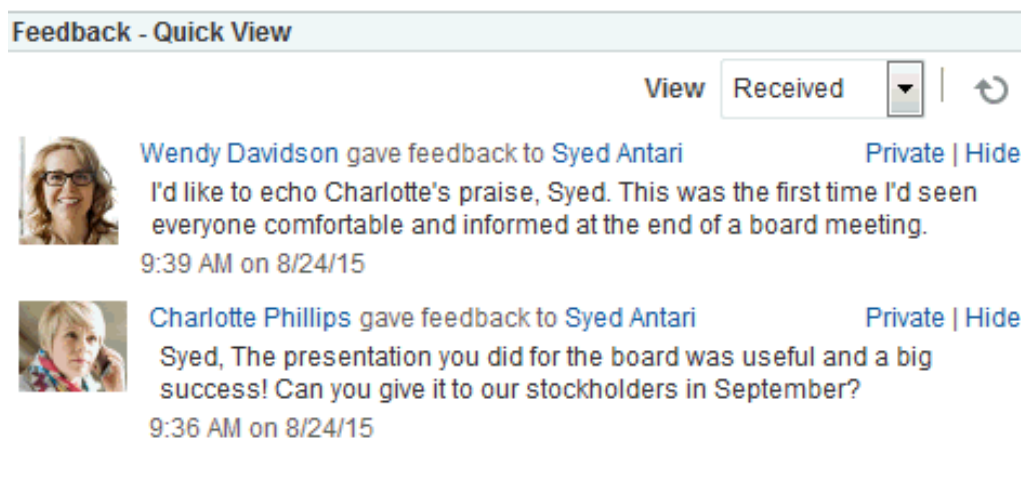 Feedback - Quick View
View Received
Wendy Davidson gave feedback to Syed Antari Private | Hide
I'd like to echo Charlotte's praise, Syed. This was the first time I'd seen
everyone comfortable and informed at the end of a board meeting.
9:39 AM on 8/24/15
Charlotte Phillips gave feedback to Syed Antari Private | Hide
Syed, The presentation you did for the board was useful and a big
success! Can you give it to our stockholders in September?
9:36 AM on 8/24/15